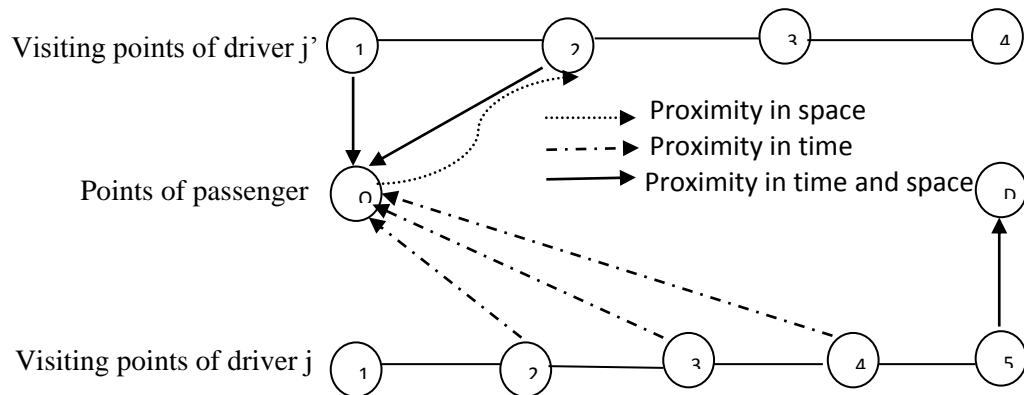 Visiting points of driver j’
1
2
3
4
Proximity in space
Proximity in time
Proximity in time and space
Points of passenger
Visiting points of driver j
1
2
3
4
5